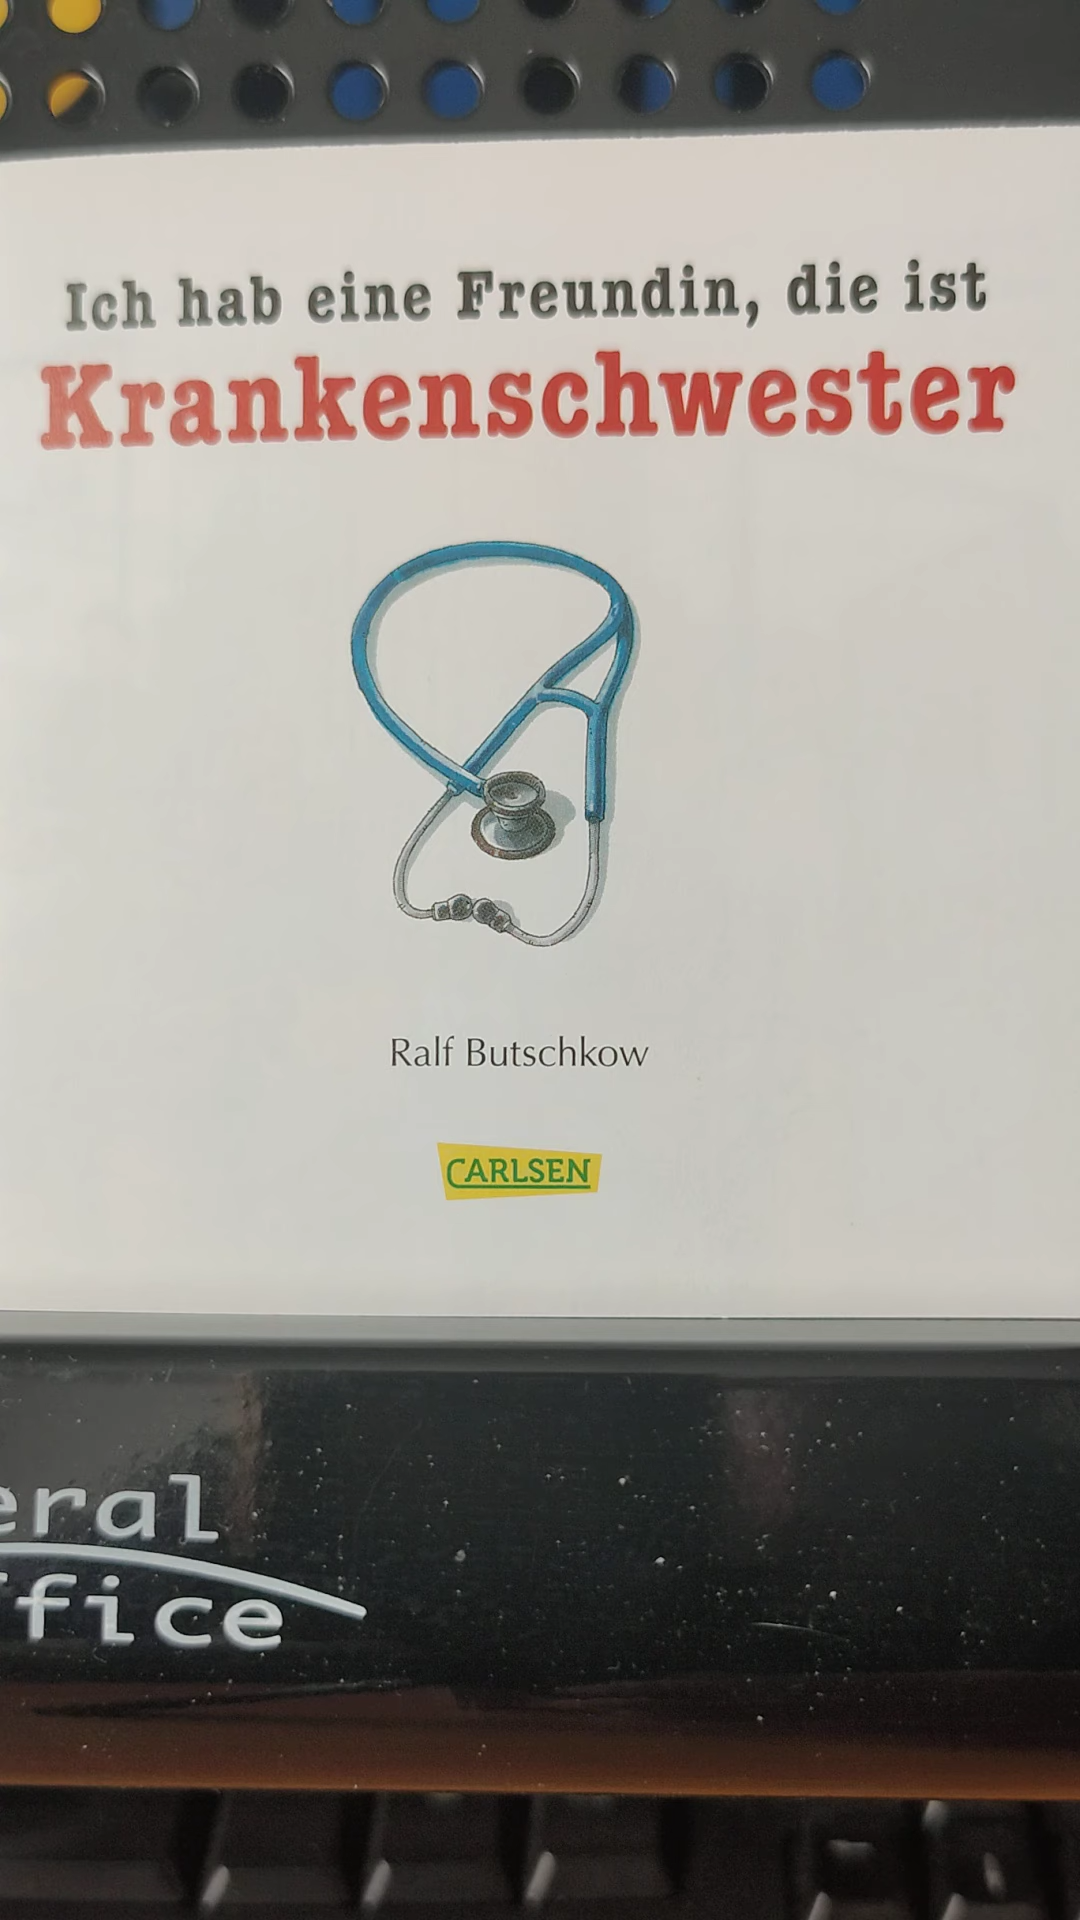 Ich hab eine Freundin, die ist
Krankenschwester
Ralf Butschkow
CARLSEN
eral
ffice